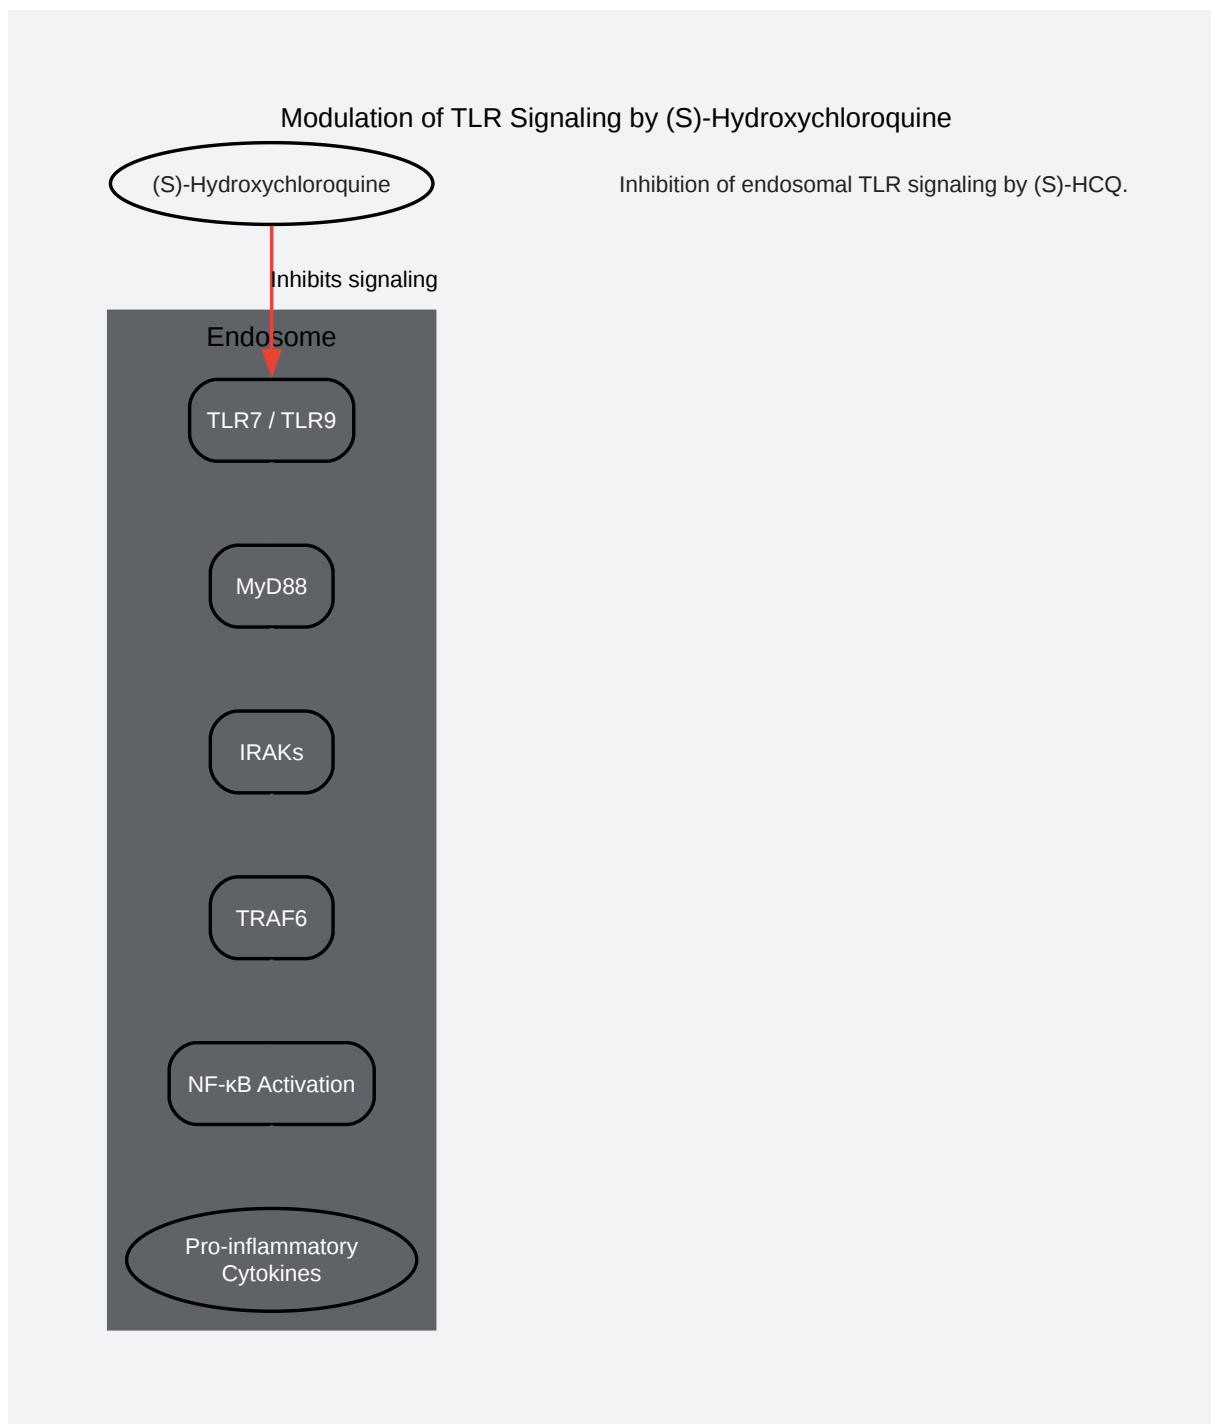 Modulation of TLR Signaling by (S)-Hydroxychloroquine
(S)-Hydroxychloroquine
Inhibition of endosomal TLR signaling by (S)-HCQ.
Inhibits signaling
Endosome
TLR7 / TLR9
MyD88
IRAKs
TRAF6
NF-κB Activation
Pro-inflammatory
Cytokines